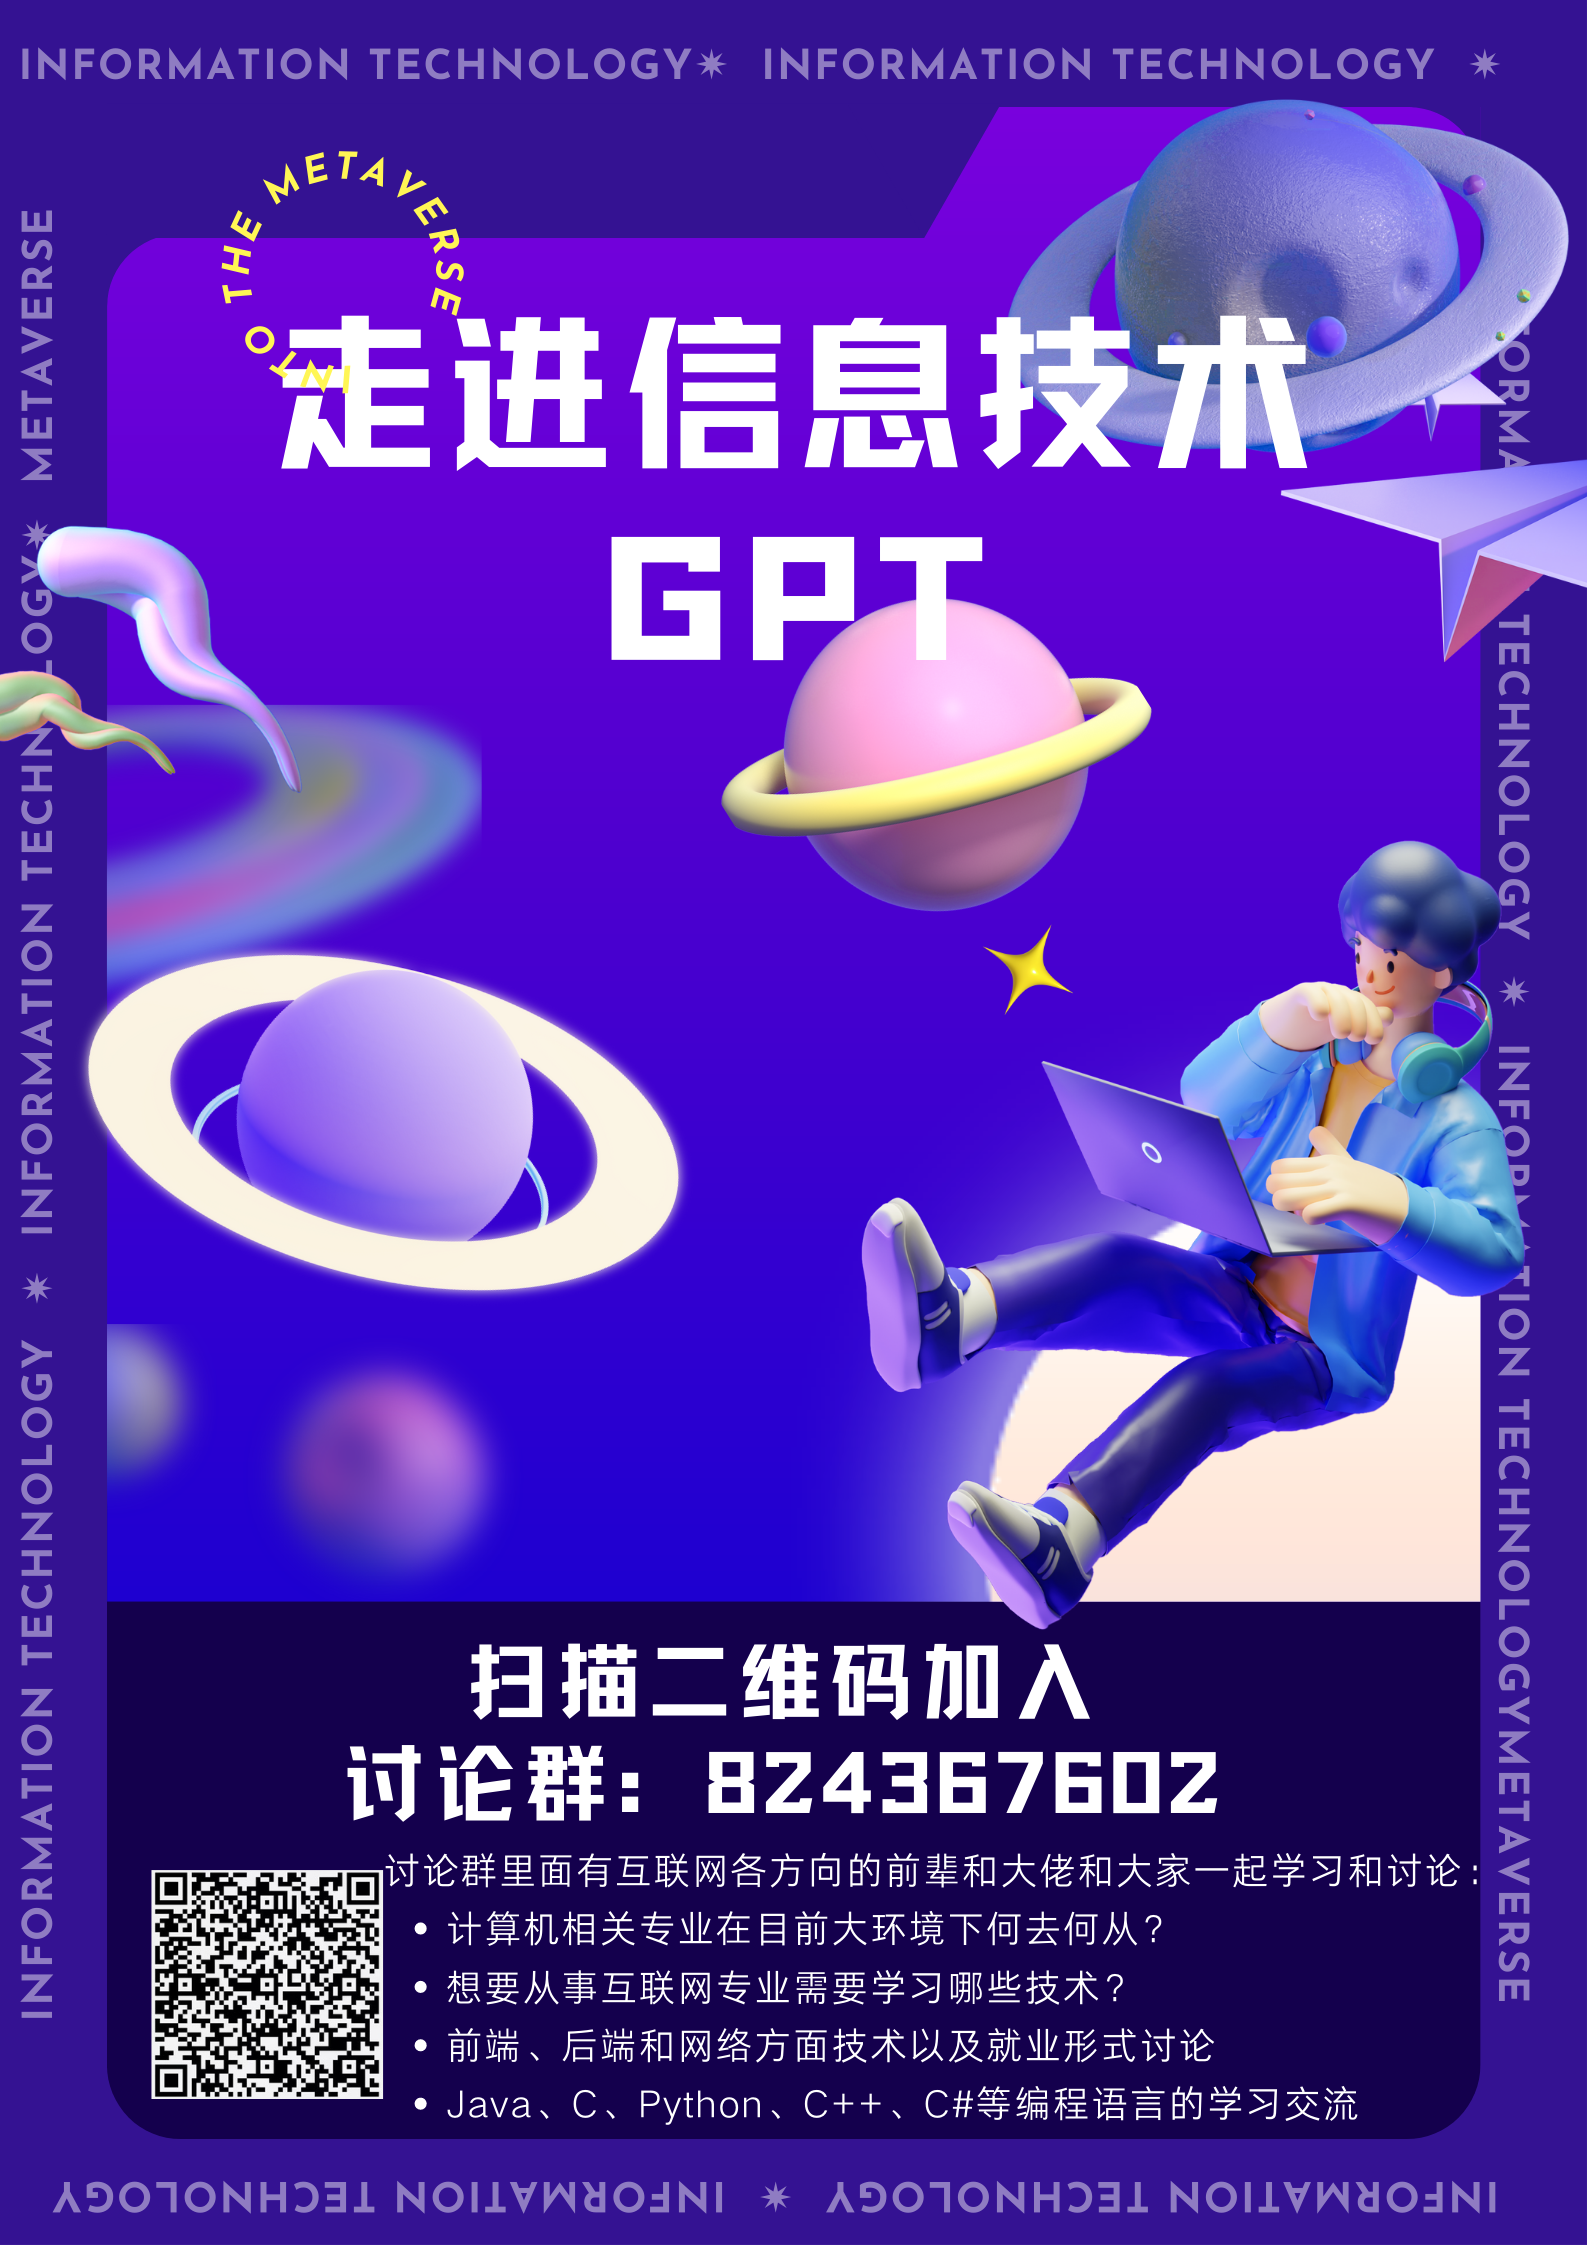 INFORMATION TECHNOLOGY✷ INFORMATION TECHNOLOGY ✷
INTO THE METAVERSE
走进信息技术
GPT
INFORMATION TECHNOLOGY ✷ INFORMATION TECHNOLOGY✷ METAVERSE
INFORMATION TECHNOLOGY ✷ INFORMATION TECHNOLOGYMETAVERSE
扫描二维码加入
讨论群：824367602
讨论群里面有互联网各方向的前辈和大佬和大家一起学习和讨论：
• 计算机相关专业在目前大环境下何去何从？
• 想要从事互联网专业需要学习哪些技术？
• 前端、后端和网络方面技术以及就业形式讨论
• Java、C、Python、C++、C#等编程语言的学习交流
INFORMATION TECHNOLOGY ✷ INFORMATION TECHNOLOGY